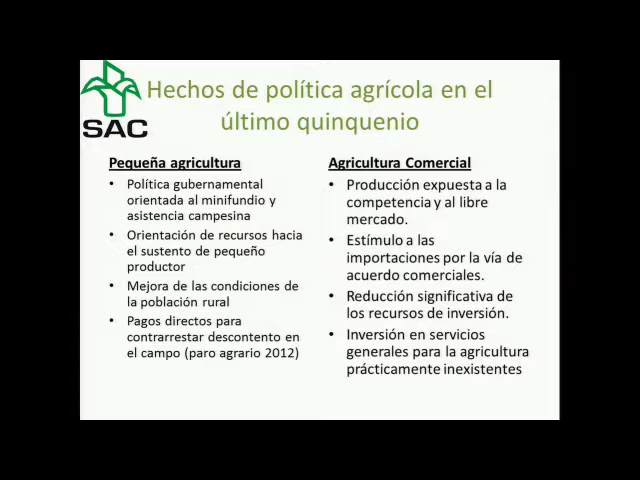 Hechos de política agrícola en el
último quinquenio
SAC
Pequeña agricultura
• Política gubernamental
orientada al minifundio y
asistencia campesina
• Orientación de recursos hacia
el sustento de pequeño
productor
• Mejora de las condiciones de
la población rural
• Pagos directos para
contrarrestar descontento en
el campo (paro agrario 2012)
Agricultura Comercial
• Producción expuesta a la
competencia y al libre
mercado.
• Estímulo a las
importaciones por la vía de
acuerdo comerciales.
• Reducción significativa de
los recursos de inversión.
• Inversión en servicios
generales para la agricultura
prácticamente inexistentes